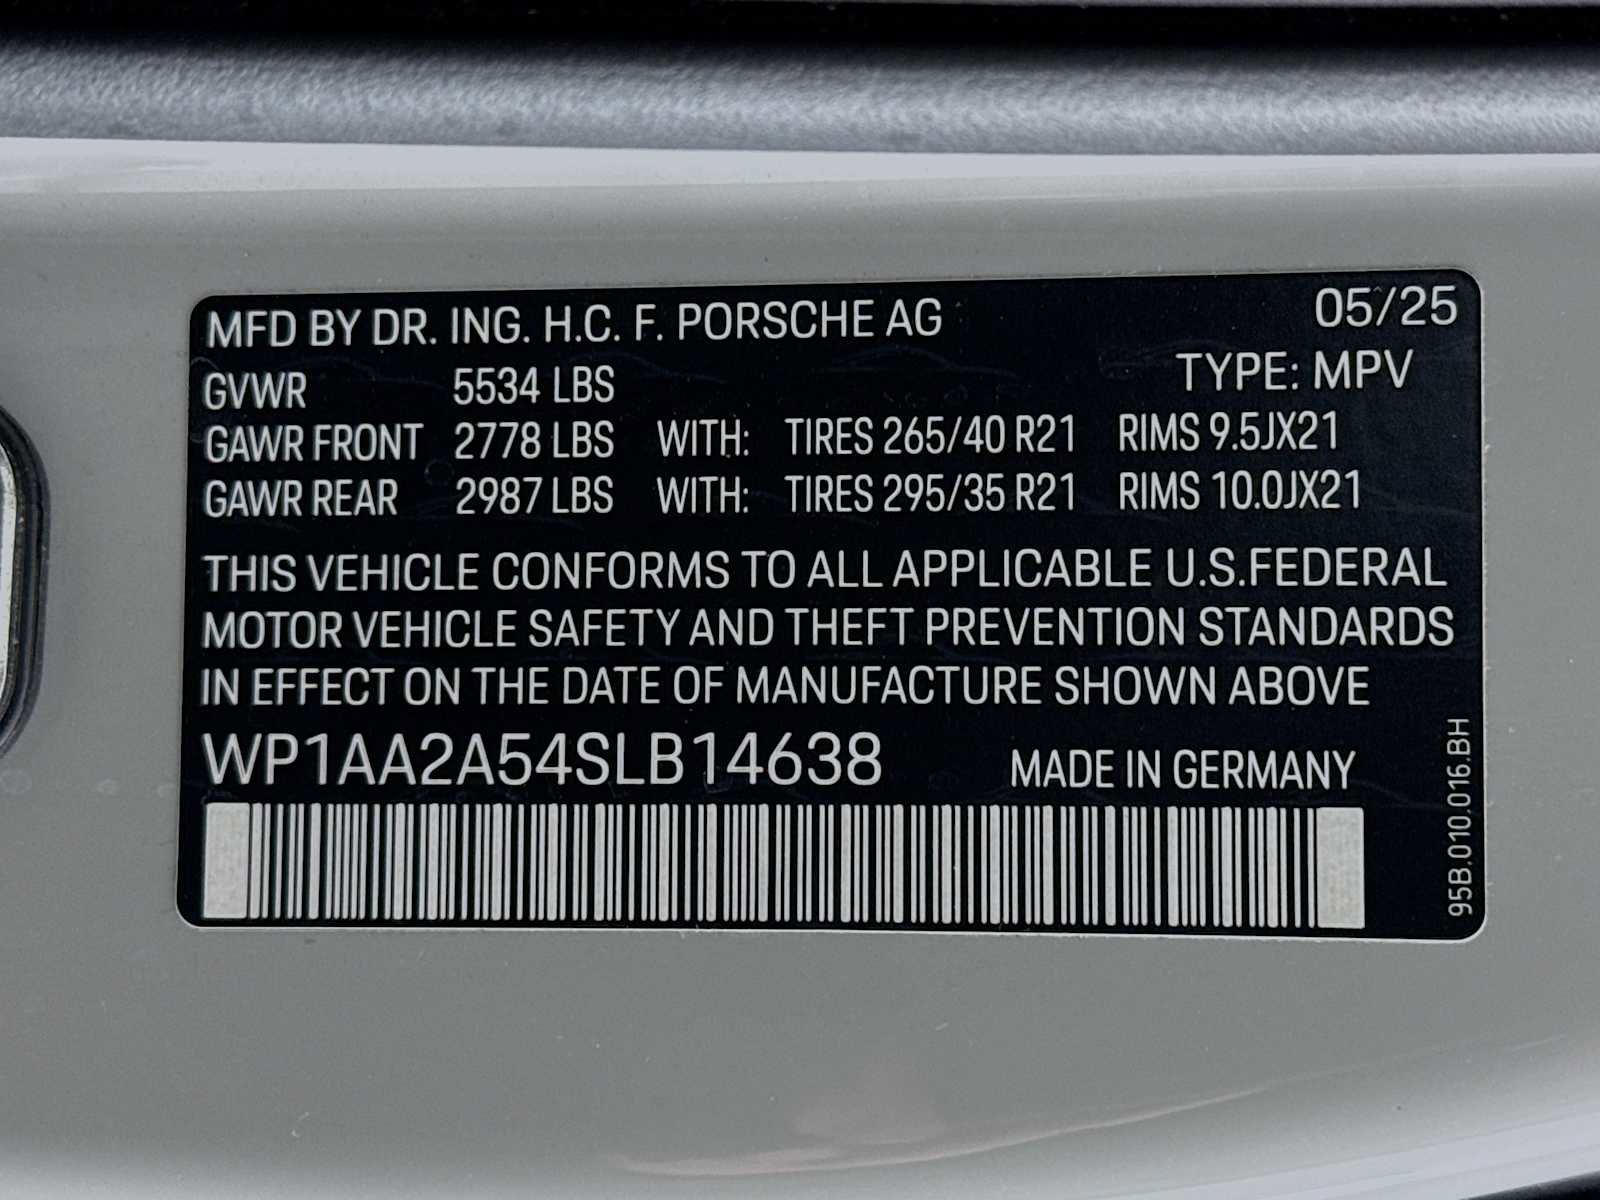 MFD BY DR. ING. H.C. F. PORSCHE AG 05/25
GVWR 5534 LBS TYPE: MPV
GAWR FRONT 2778 LBS WITH: TIRES 265/40 R21 RIMS 9.5JX21
GAWR REAR 2987 LBS WITH: TIRES 295/35 R21 RIMS 10.0JX21
THIS VEHICLE CONFORMS TO ALL APPLICABLE U.S.FEDERAL
MOTOR VEHICLE SAFETY AND THEFT PREVENTION STANDARDS
IN EFFECT ON THE DATE OF MANUFACTURE SHOWN ABOVE
WP1AA2A54SLB14638 MADE IN GERMANY
95B.010.016.BH